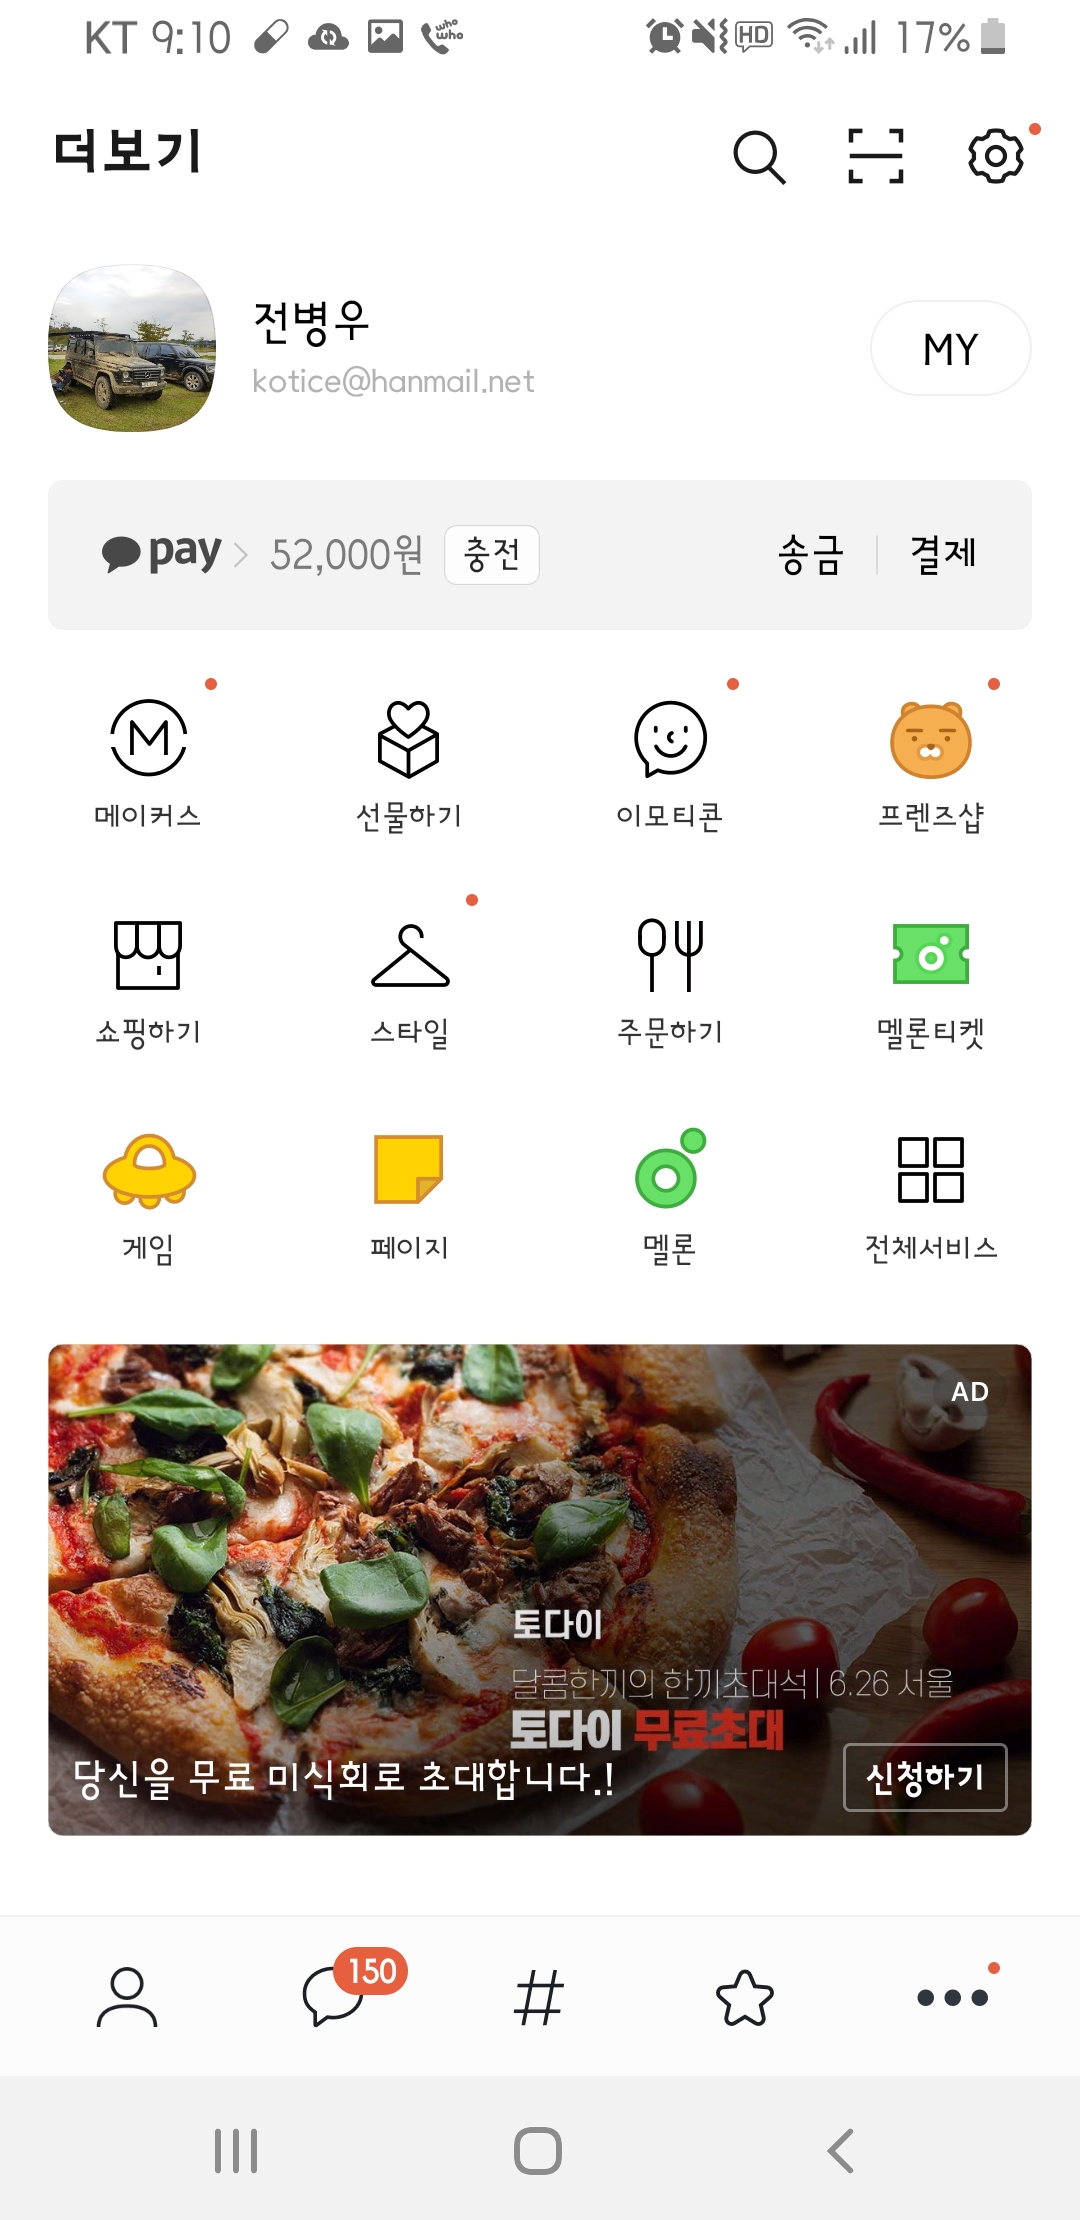 KT 9:10 who who HD 17%
더보기
전병우
kotice@hanmail.net
MY
pay 52,000원 충전 송금 결제
메이커스 선물하기 이모티콘 프렌즈샵
쇼핑하기 스타일 주문하기 멜론티켓
게임 페이지 멜론 전체서비스
AD
토다이
달콤한끼의 한끼초대석 | 6.26 서울
토다이 무료초대
당신을 무료 미식회로 초대합니다.!
신청하기
150